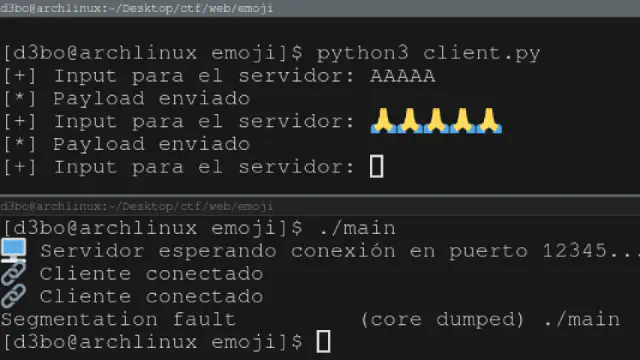 d3bo@archlinux:~/Desktop/ctf/web/emoji
[d3bo@archlinux emoji]$ python3 client.py
[+] Input para el servidor: AAAAA
[*] Payload enviado
[+] Input para el servidor: 🙏🙏🙏🙏🙏
[*] Payload enviado
[+] Input para el servidor:
d3bo@archlinux:~/Desktop/ctf/web/emoji
[d3bo@archlinux emoji]$ ./main
🖥️ Servidor esperando conexión en puerto 12345...
🔗 Cliente conectado
🔗 Cliente conectado
Segmentation fault (core dumped) ./main
[d3bo@archlinux emoji]$